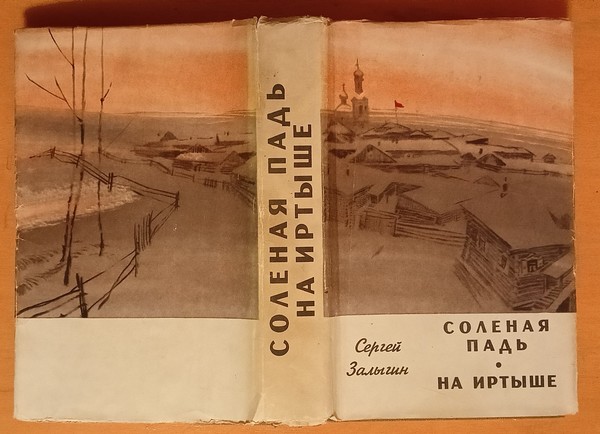 СОЛЕНАЯ ПАДЬ
НА ИРТЫШЕ
Сергей
Залыгин
СОЛЕНАЯ
ПАДЬ
•
НА ИРТЫШЕ